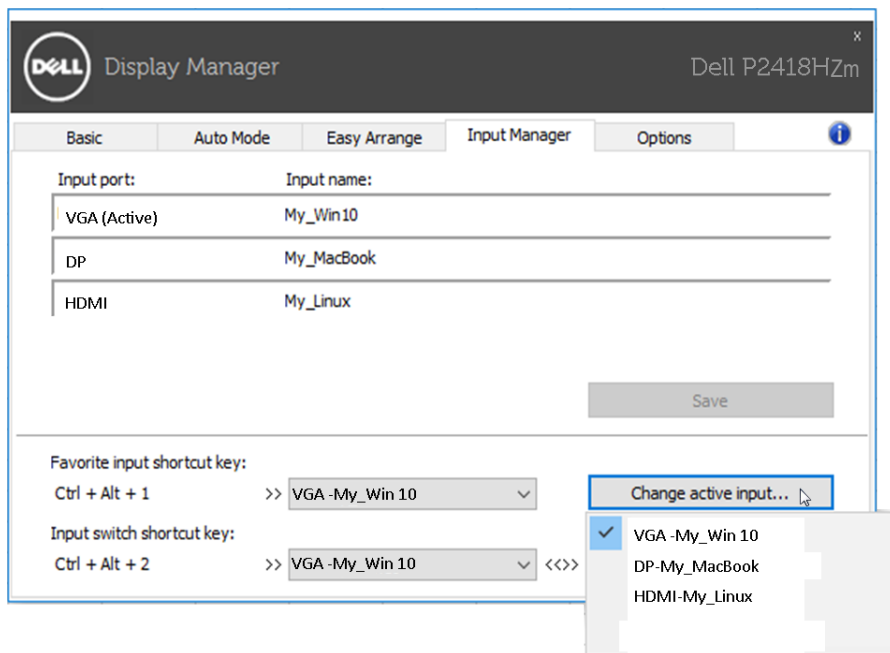 DELL Display Manager
x
Dell P2418HZm
Basic Auto Mode Easy Arrange Input Manager Options i
Input port: Input name:
VGA (Active) My_Win10
DP My_MacBook
HDMI My_Linux
Save
Favorite input shortcut key:
Ctrl + Alt + 1 >> VGA -My_Win 10 Change active input...
Input switch shortcut key:
Ctrl + Alt + 2 >> VGA -My_Win 10 <<>>
VGA -My_Win 10
DP-My_MacBook
HDMI-My_Linux